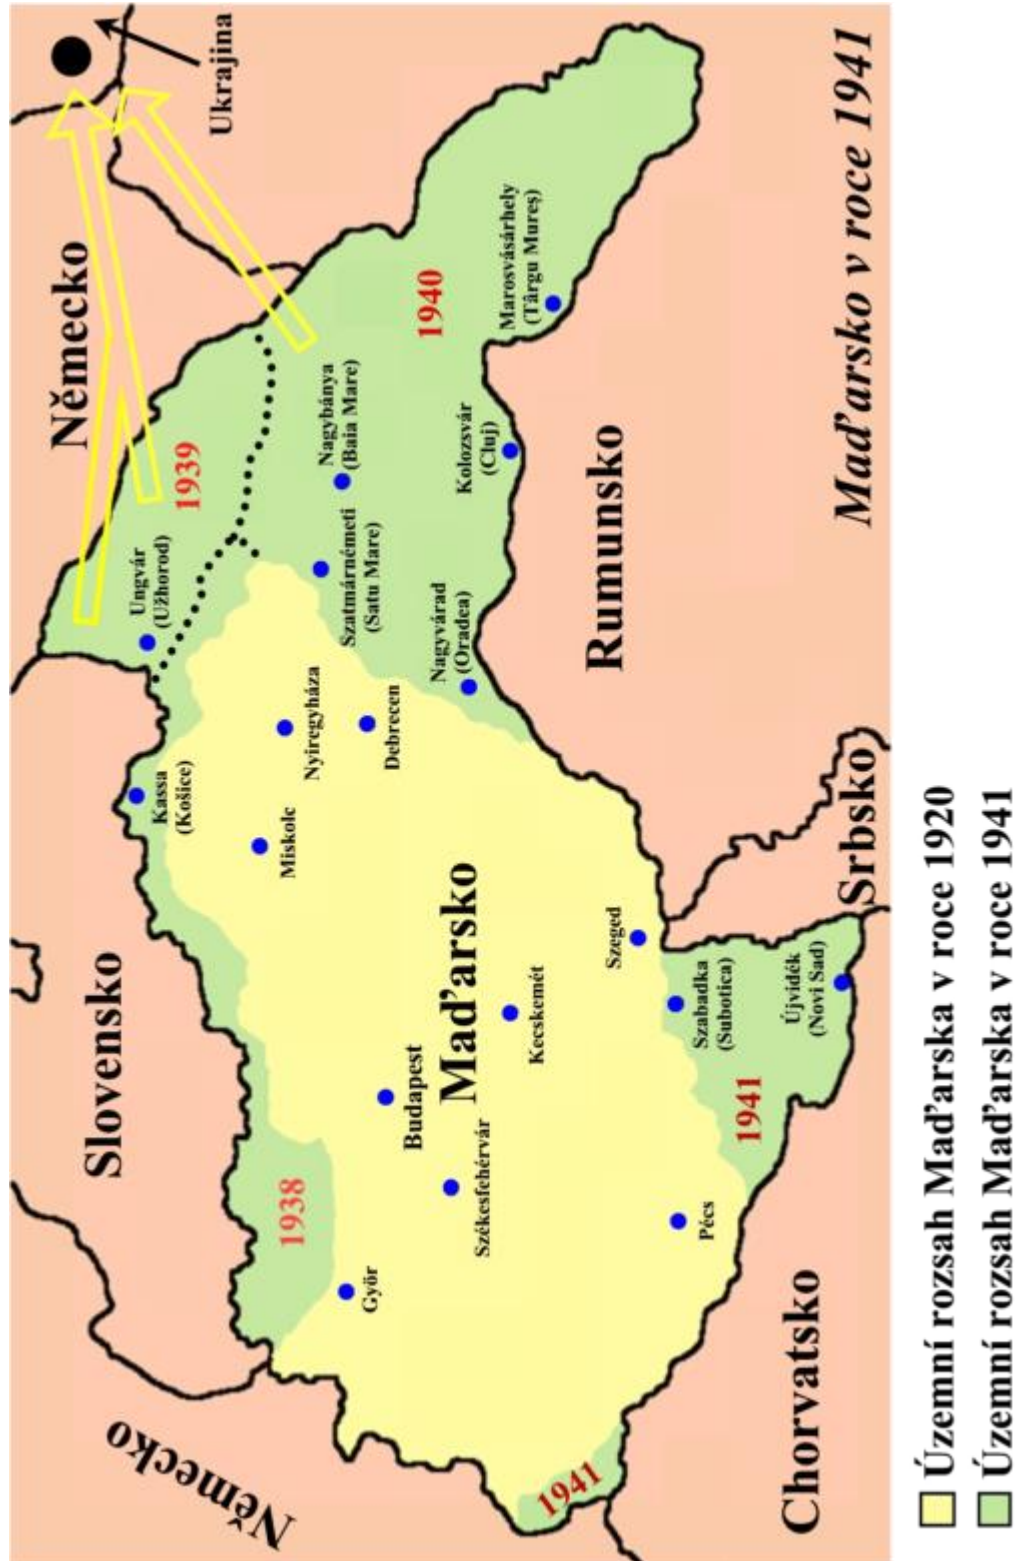 Německo
Ukrajina
Slovensko
Německo
1939
1938
1940
1941
1941
Ungvár
(Užhorod)
Kassa
(Košice)
Miskolc
Nyiregyháza
Debrecen
Szatmárnémeti
(Satu Mare)
Nagybánya
(Baia Mare)
Nagyvárad
(Oradea)
Kolozsvár
(Cluj)
Marosvásárhely
(Târgu Mureş)
Győr
Budapest
Székesfehérvár
Maďarsko
Kecskemét
Szeged
Pécs
Szabadka
(Subotica)
Újvidék
(Novi Sad)
Rumunsko
Chorvatsko
Srbsko
Maďarsko v roce 1941
Územní rozsah Maďarska v roce 1920
Územní rozsah Maďarska v roce 1941